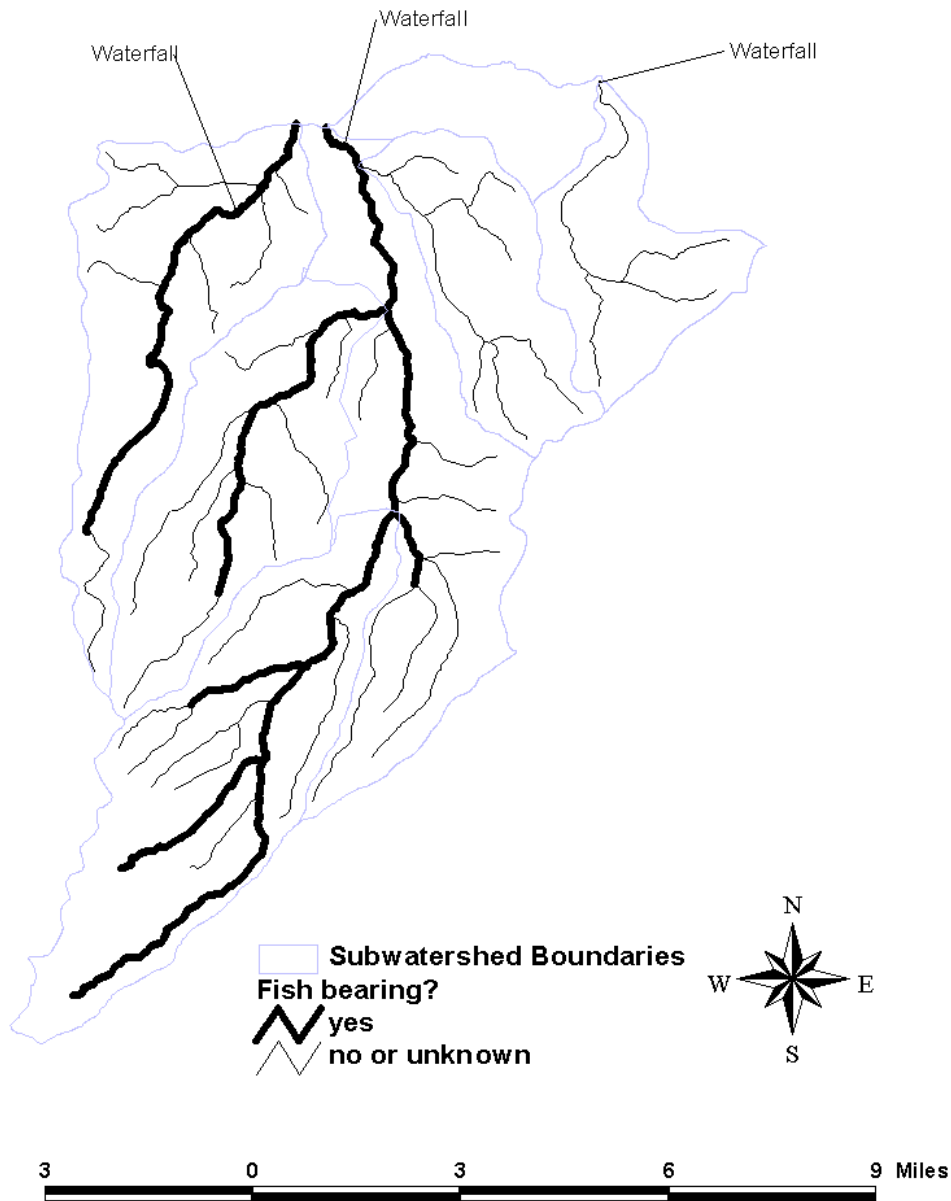 Waterfall
Waterfall
Waterfall
N
W E
S
Subwatershed Boundaries
Fish bearing?
yes
no or unknown
3 0 3 6 9 Miles